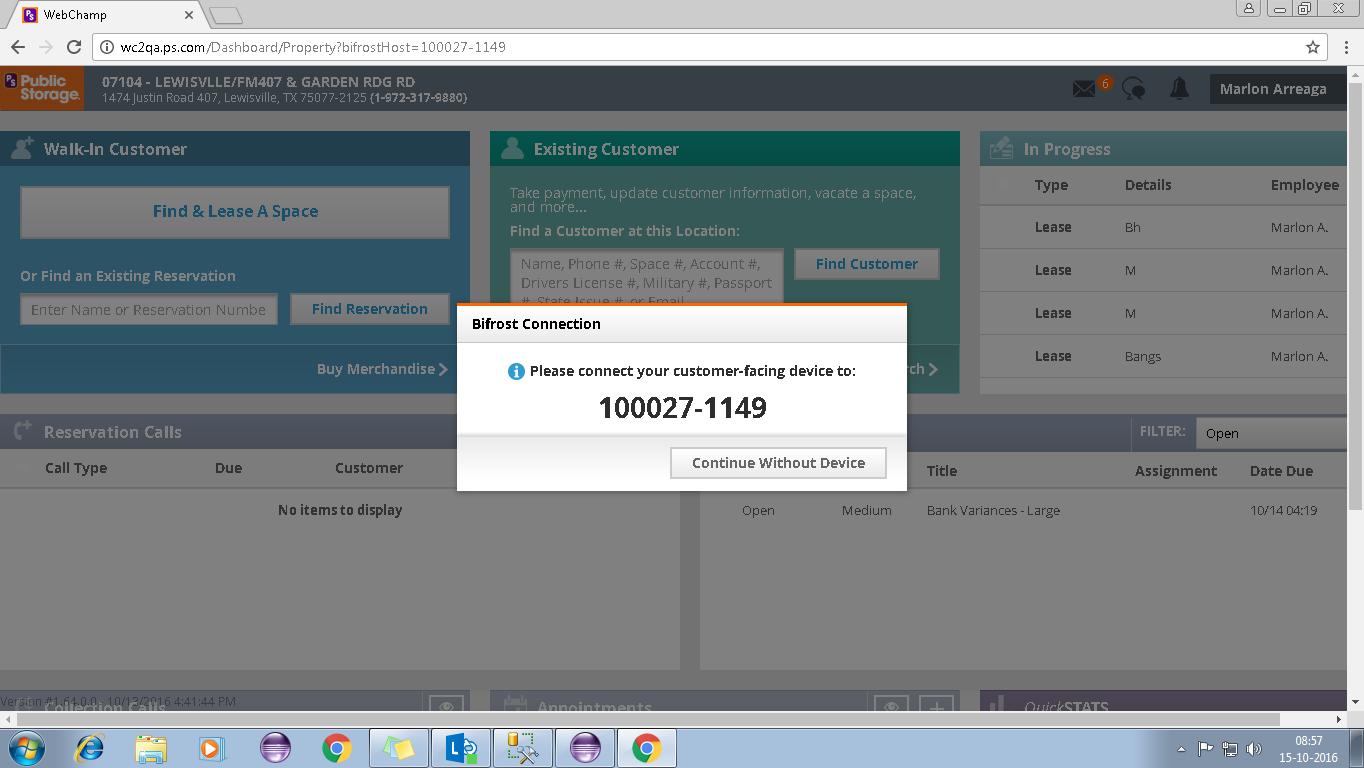 WebChamp
wc2qa.ps.com/Dashboard/Property?bifrostHost=100027-1149
PS Public Storage.
07104 - LEWISVLLE/FM407 & GARDEN RDG RD
1474 Justin Road 407, Lewisville, TX 75077-2125 (1-972-317-9880)
6
Marlon Arreaga
Walk-In Customer
Find & Lease A Space
Or Find an Existing Reservation
Enter Name or Reservation Numbe
Find Reservation
Buy Merchandise
Existing Customer
Take payment, update customer information, vacate a space,
and more...
Find a Customer at this Location:
Name, Phone #, Space #, Account #,
Drivers License #, Military #, Passport
#, State Issue #, or Email
Find Customer
rch
In Progress
Type Details Employee
Lease Bh Marlon A.
Lease M Marlon A.
Lease M Marlon A.
Lease Bangs Marlon A.
Bifrost Connection
Please connect your customer-facing device to:
100027-1149
Continue Without Device
Reservation Calls
Call Type Due Customer
No items to display
FILTER: Open
Title Assignment Date Due
Open Medium Bank Variances - Large 10/14 04:19
Version #1.64.0.0 - 10/13/2016 4:41:44 PM
Collection Calls
Appointments
QuickSTATS
08:57
15-10-2016